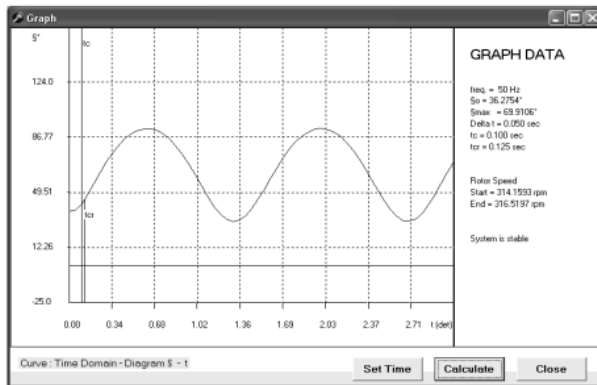 Graph
§°
tc
124.0
86.77
49.51
tcr
12.26
-25.0
0.00 0.34 0.68 1.02 1.36 1.69 2.03 2.37 2.71 t(det)
GRAPH DATA
freq. = 50 Hz
§o = 36.2754°
§max = 69.9106°
Delta t = 0.050 sec
tc = 0.100 sec
tcr = 0.125 sec
Rotor Speed
Start = 314.1593 rpm
End = 316.5197 rpm
System is stable
Curve : Time Domain - Diagram § - t
Set Time
Calculate
Close